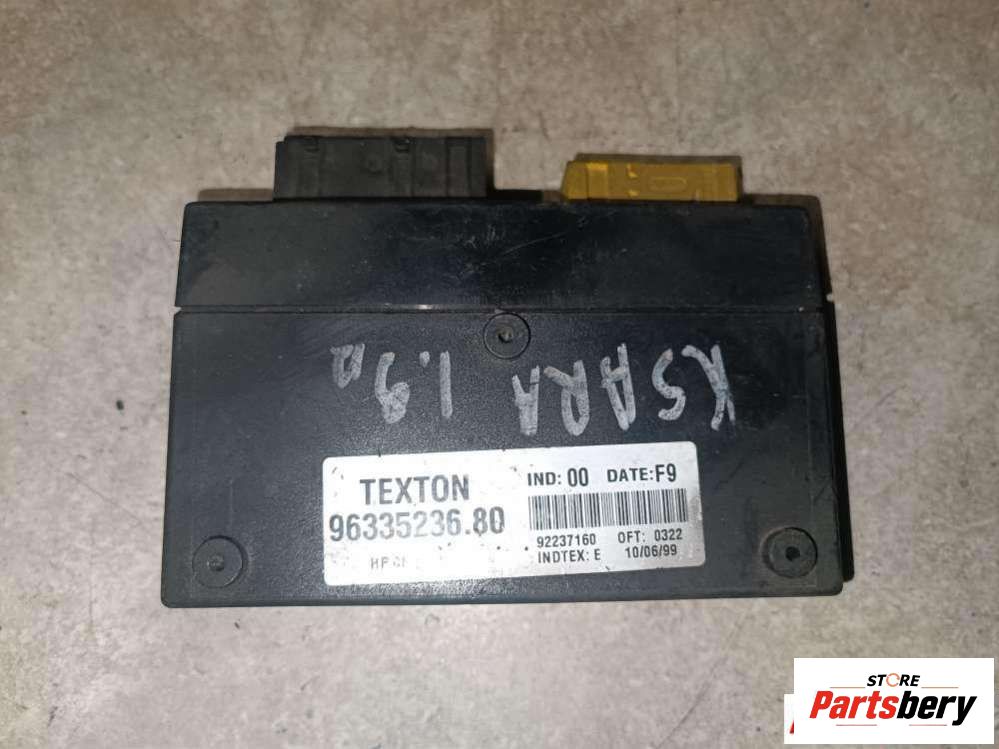 KSARA 1.9D
TEXTON
96335236.80
IND: 00 DATE: F9
92237160 OFT: 0322
INDTEX: E 10/06/99
STORE
Partsbery